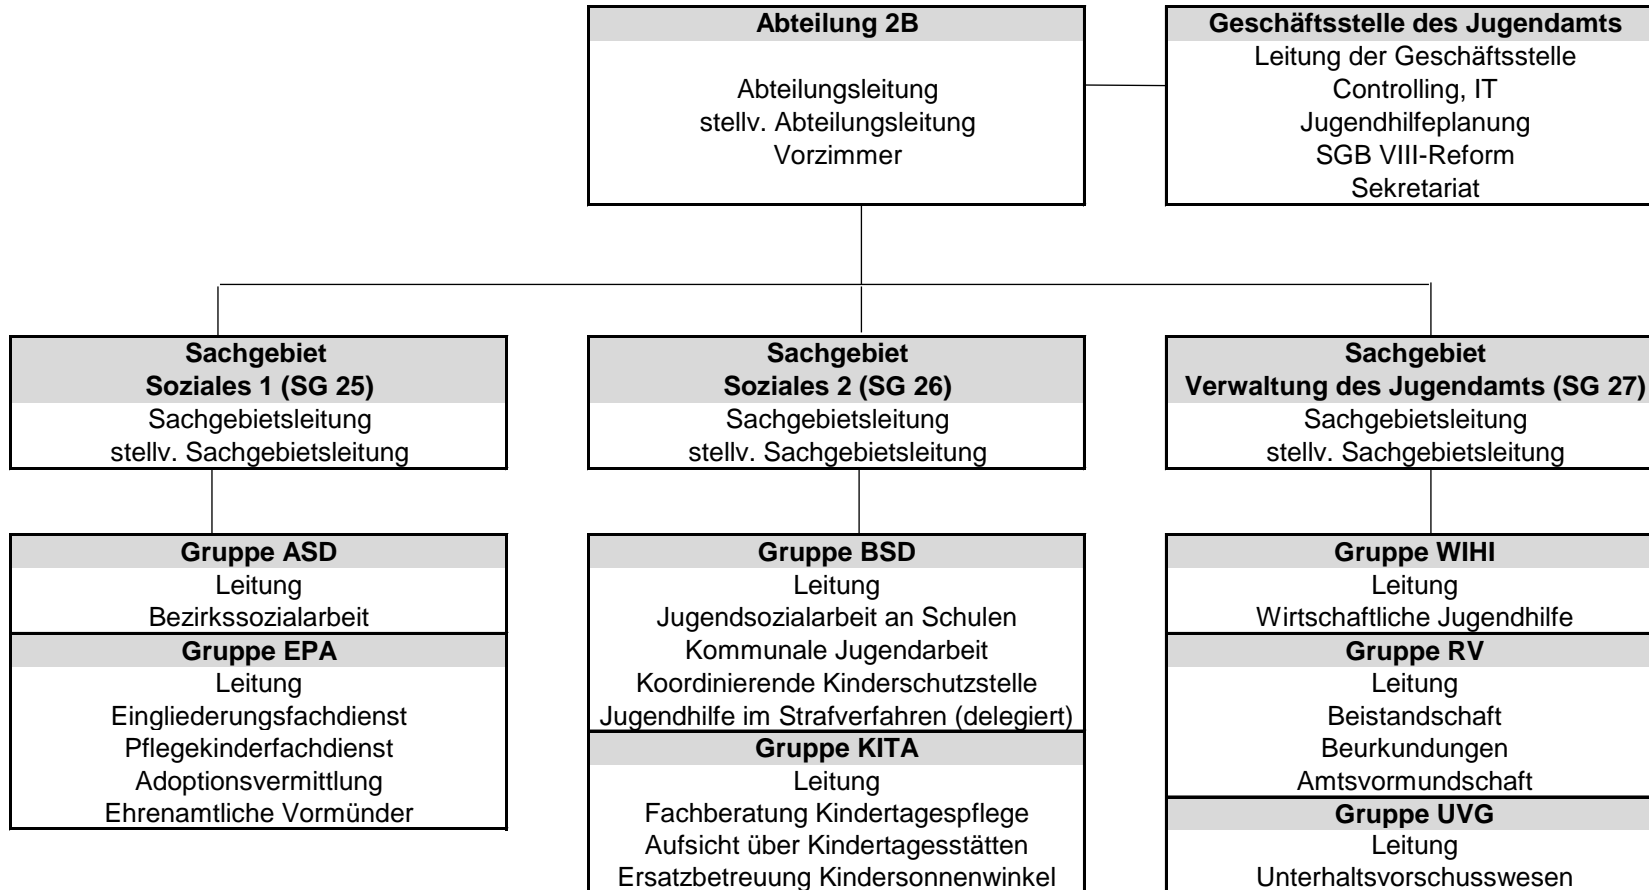 Abteilung 2B
Abteilungsleitung
stellv. Abteilungsleitung
Vorzimmer
Geschäftsstelle des Jugendamts
Leitung der Geschäftsstelle
Controlling, IT
Jugendhilfeplanung
SGB VIII-Reform
Sekretariat
Sachgebiet
Soziales 1 (SG 25)
Sachgebietsleitung
stellv. Sachgebietsleitung
Gruppe ASD
Leitung
Bezirkssozialarbeit
Gruppe EPA
Leitung
Eingliederungsfachdienst
Pflegekinderfachdienst
Adoptionsvermittlung
Ehrenamtliche Vormünder
Sachgebiet
Soziales 2 (SG 26)
Sachgebietsleitung
stellv. Sachgebietsleitung
Gruppe BSD
Leitung
Jugendsozialarbeit an Schulen
Kommunale Jugendarbeit
Koordinierende Kinderschutzstelle
Jugendhilfe im Strafverfahren (delegiert)
Gruppe KITA
Leitung
Fachberatung Kindertagespflege
Aufsicht über Kindertagesstätten
Ersatzbetreuung Kindersonnenwinkel
Sachgebiet
Verwaltung des Jugendamts (SG 27)
Sachgebietsleitung
stellv. Sachgebietsleitung
Gruppe WIHI
Leitung
Wirtschaftliche Jugendhilfe
Gruppe RV
Leitung
Beistandschaft
Beurkundungen
Amtsvormundschaft
Gruppe UVG
Leitung
Unterhaltsvorschusswesen